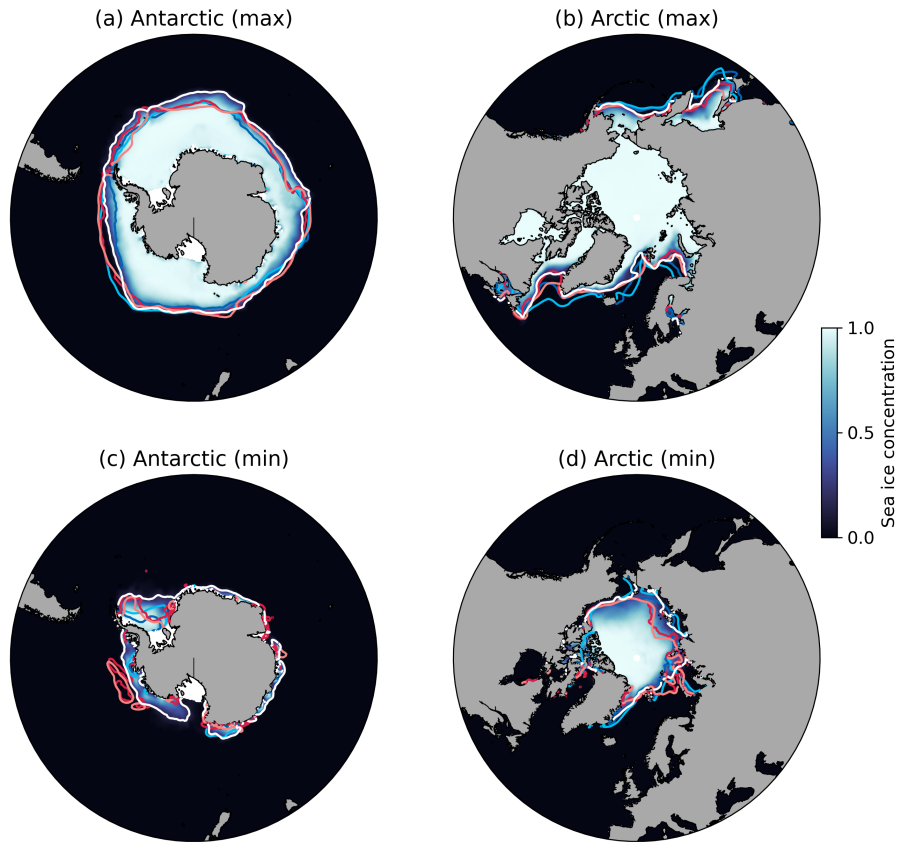 (a) Antarctic (max)
(b) Arctic (max)
1.0
0.5
0.0
Sea ice concentration
(c) Antarctic (min)
(d) Arctic (min)